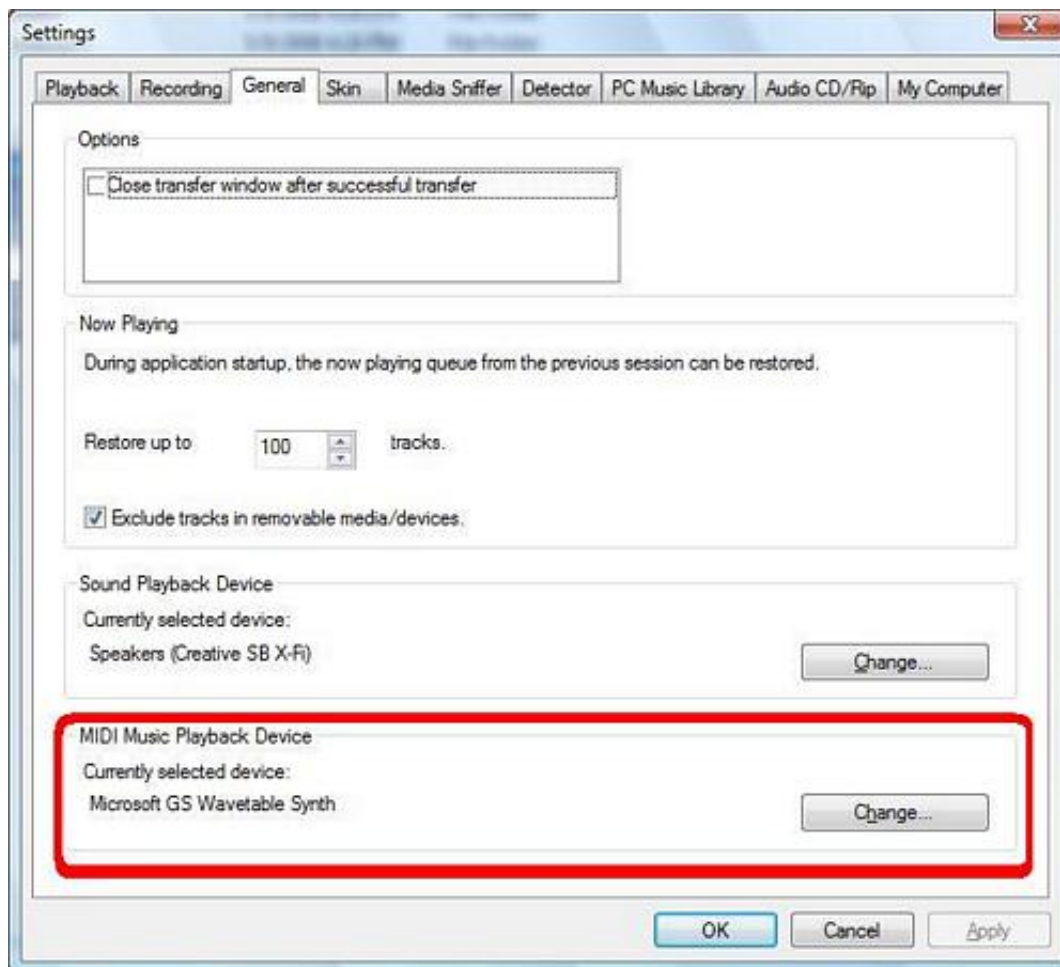 Settings
Playback
Recording
General
Skin
Media Sniffer
Detector
PC Music Library
Audio CD/Rip
My Computer
Options
Close transfer window after successful transfer
Now Playing
During application startup, the now playing queue from the previous session can be restored.
Restore up to 100 tracks.
Exclude tracks in removable media/devices.
Sound Playback Device
Currently selected device:
Speakers (Creative SB X-Fi)
Change...
MIDI Music Playback Device
Currently selected device:
Microsoft GS Wavetable Synth
Change...
OK
Cancel
Apply